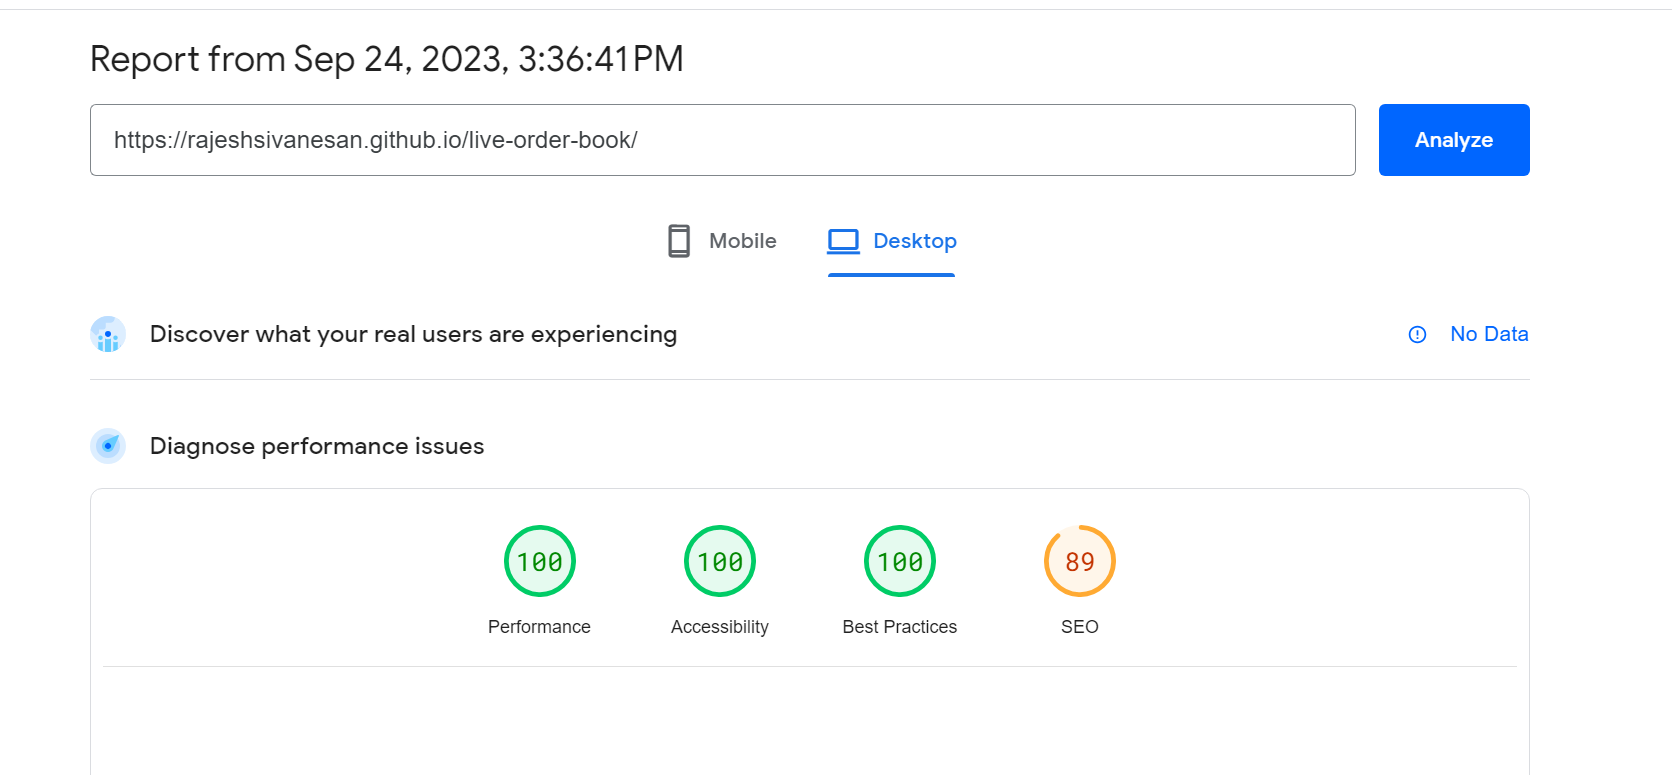 Report from Sep 24, 2023, 3:36:41 PM
https://rajeshsivanesan.github.io/live-order-book/
Analyze
Mobile
Desktop
Discover what your real users are experiencing
No Data
Diagnose performance issues
100
100
100
89
Performance
Accessibility
Best Practices
SEO